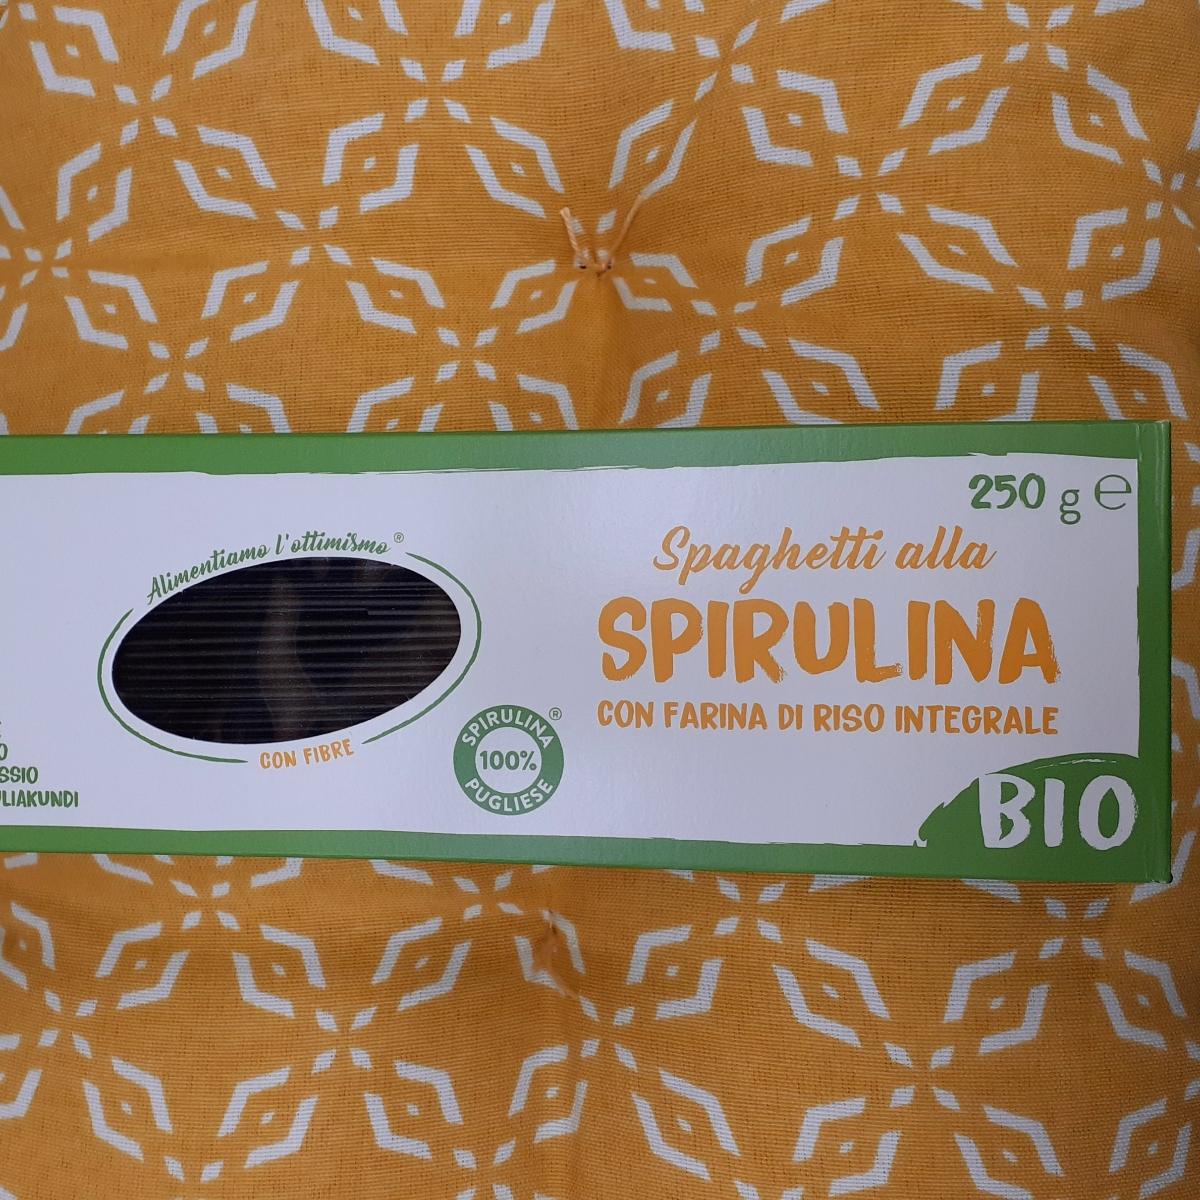 250 g e
Spaghetti alla
SPIRULINA
CON FARINA DI RISO INTEGRALE
BIO
Alimentiamo l'ottimismo®
CON FIBRE
SPIRULINA®
100%
PUGLIESE